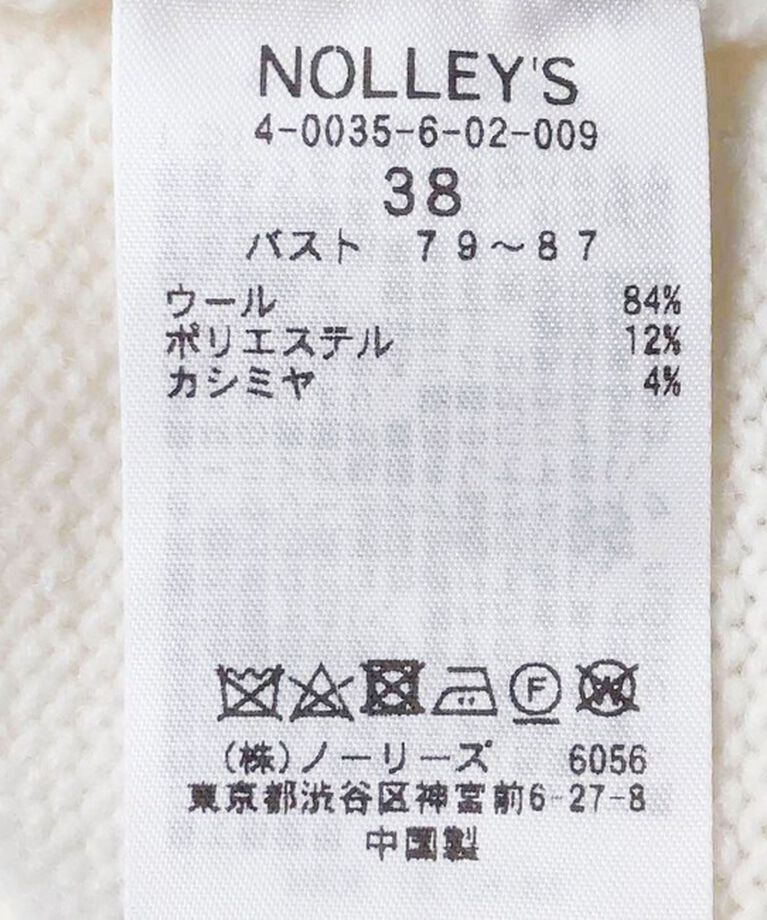 NOLLEY'S
4-0035-6-02-009
38
バスト 79～87
ウール 84%
ポリエステル 12%
カシミヤ 4%
F W
(株)ノーリーズ 6056
東京都渋谷区神宮前6-27-8
中国製